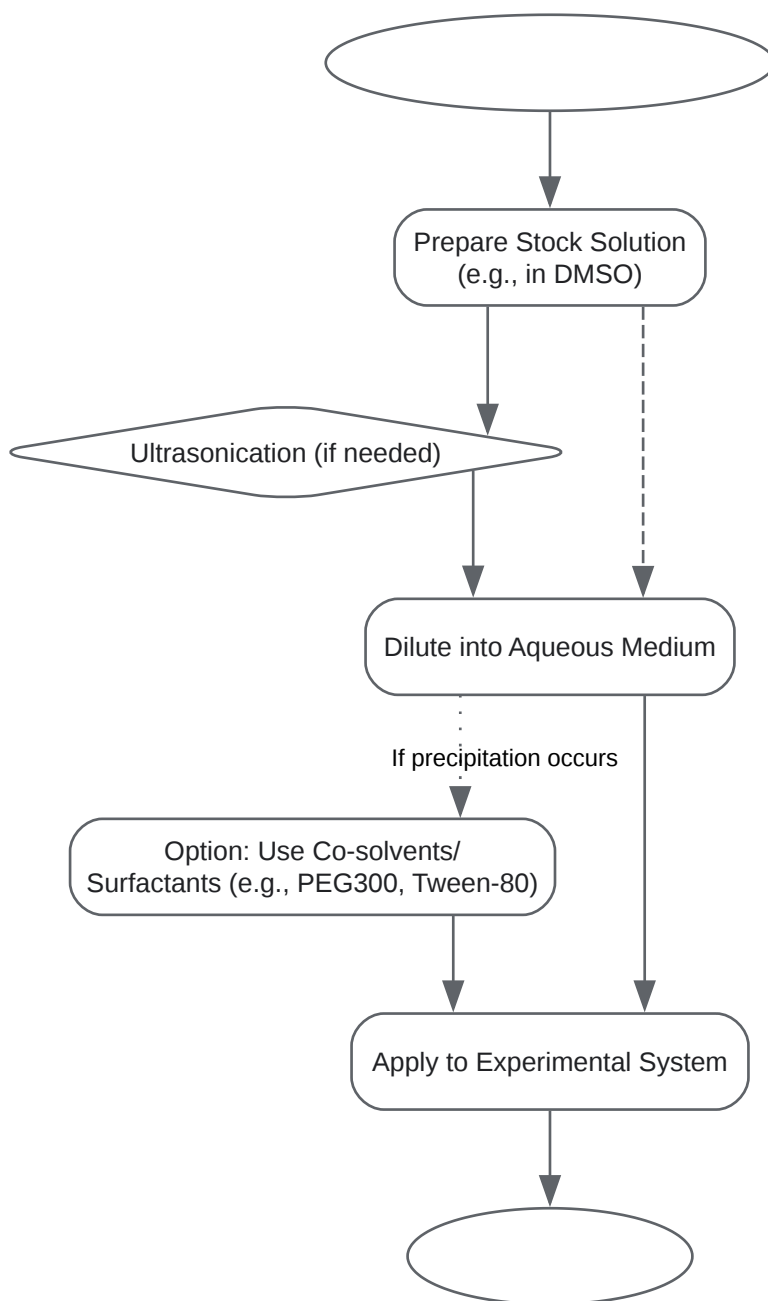 Prepare Stock Solution
(e.g., in DMSO)
Ultrasonication (if needed)
Dilute into Aqueous Medium
If precipitation occurs
Option: Use Co-solvents/
Surfactants (e.g., PEG300, Tween-80)
Apply to Experimental System